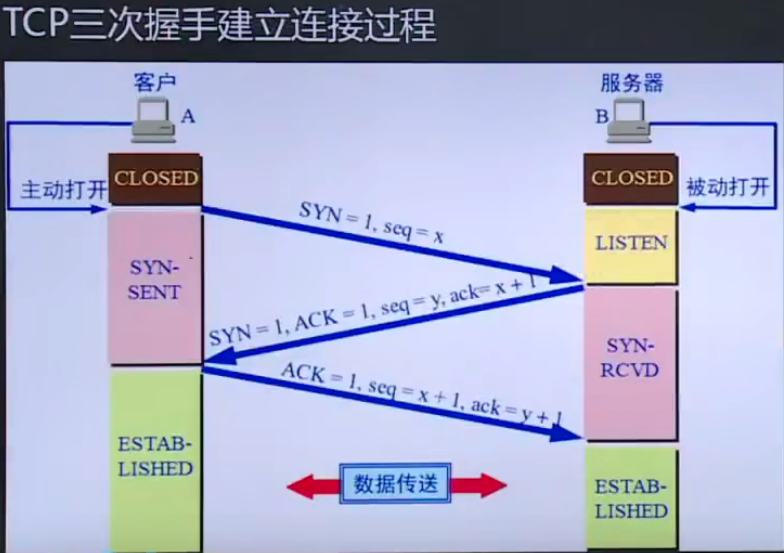 TCP三次握手建立连接过程
客户
服务器
A
B
CLOSED
CLOSED
主动打开
被动打开
SYN = 1, seq = x
LISTEN
SYN-
SENT
SYN = 1, ACK = 1, seq = y, ack= x + 1
SYN-
RCVD
ACK = 1, seq = x + 1, ack = y + 1
ESTAB-
LISHED
数据传送
ESTAB-
LISHED